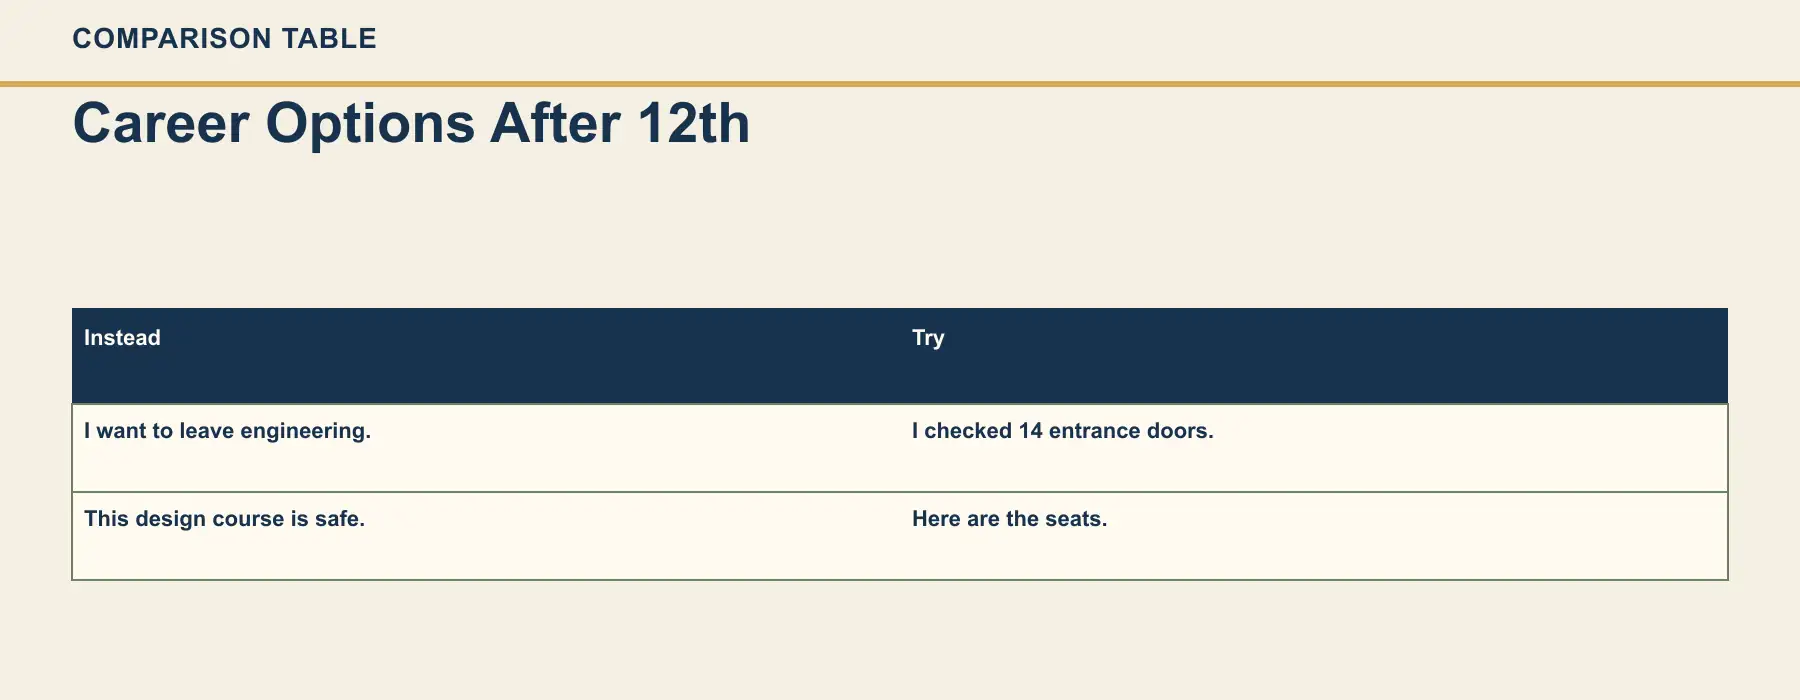 COMPARISON TABLE
Career Options After 12th
Instead Try
I want to leave engineering. I checked 14 entrance doors.
This design course is safe. Here are the seats.